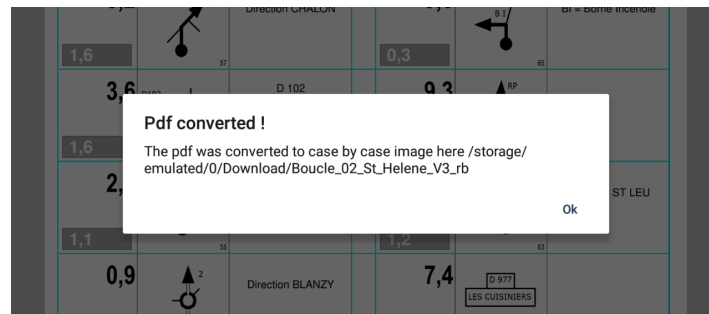 Direction CHALON
B I
BI = Borne Incendie
1,6
57
0,3
65
3,6
D 102
9,3
RP
1,6
Pdf converted !
The pdf was converted to case by case image here /storage/
emulated/0/Download/Boucle_02_St_Helene_V3_rb
Ok
2,
ST LEU
1,1
55
1,2
63
0,9
2
Direction BLANZY
7,4
D 977
LES CUISINIERS